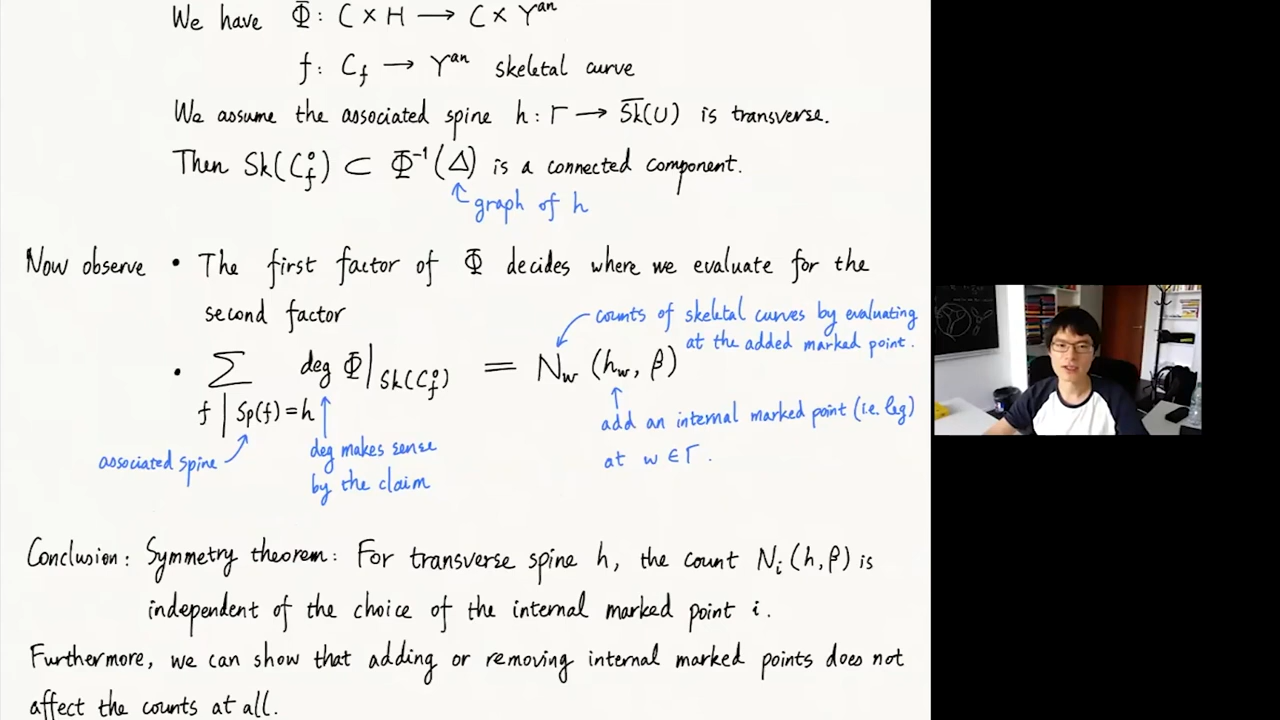 We have Φ: C × H ⟶ C × Y^an
f: C_f → Y^an skeletal curve
We assume the associated spine h: Γ → S̅k̅(U) is transverse.
Then Sk(C_f°) ⊂ Φ⁻¹(Δ) is a connected component.
graph of h
Now observe • The first factor of Φ decides where we evaluate for the
second factor
counts of skeletal curves by evaluating
at the added marked point.
• ∑ deg Φ|_Sk(C_f°) = N_w (h_w, β)
f | Sp(f) = h
add an internal marked point (i.e. leg)
at w ∈ Γ.
associated spine
deg makes sense
by the claim
Conclusion: Symmetry theorem: For transverse spine h, the count N_i (h, β) is
independent of the choice of the internal marked point i.
Furthermore, we can show that adding or removing internal marked points does not
affect the counts at all.